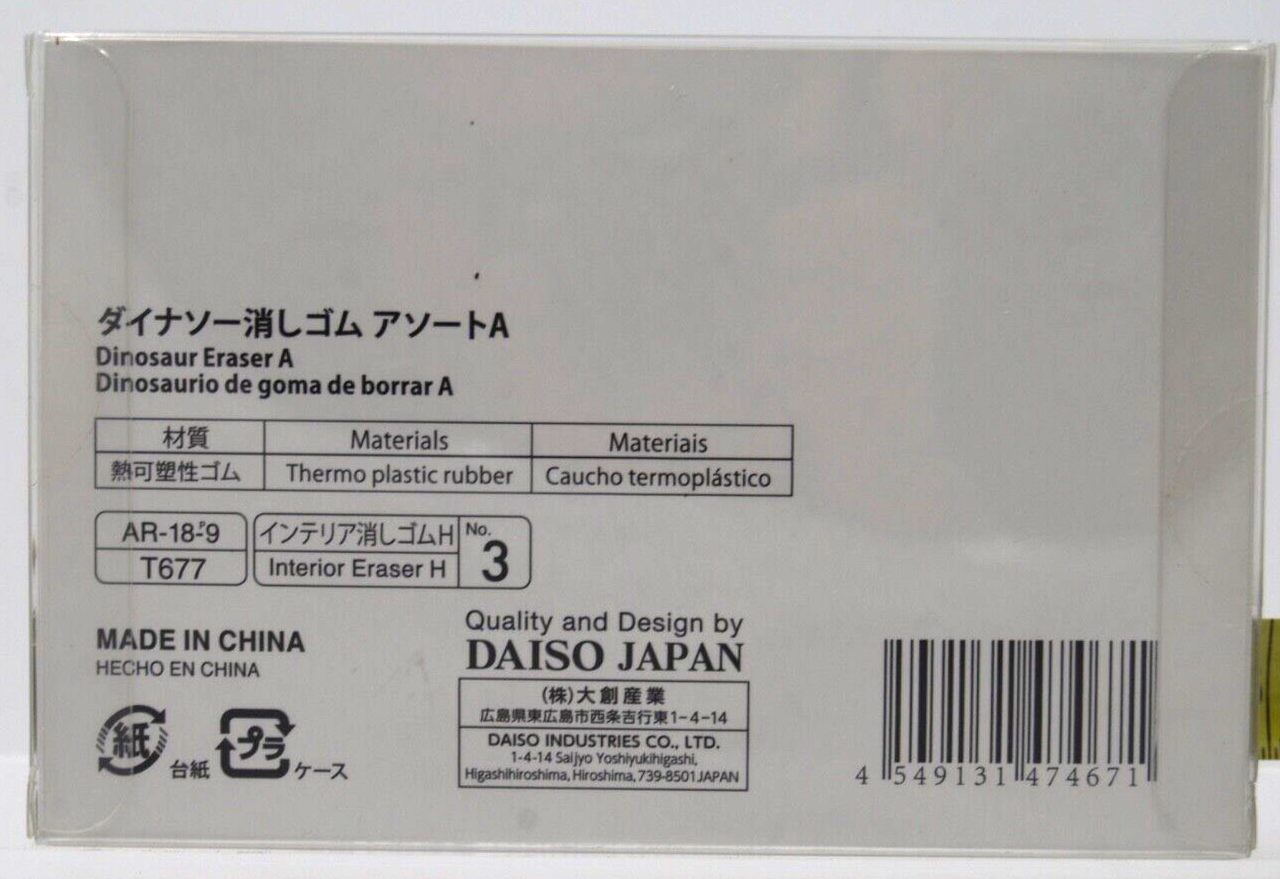 ダイナソー消しゴム アソートA
Dinosaur Eraser A
Dinosaurio de goma de borrar A
材質 Materials Materiais
熱可塑性ゴム Thermo plastic rubber Caucho termoplástico
AR-18-P9 インテリア消しゴムH No. 3
T677 Interior Eraser H
MADE IN CHINA
HECHO EN CHINA
紙 台紙 プラ ケース
Quality and Design by
DAISO JAPAN
(株)大創産業
広島県東広島市西条吉行東1-4-14
DAISO INDUSTRIES CO., LTD.
1-4-14 Saijyo Yoshiyukihigashi,
Higashihiroshima, Hiroshima, 739-8501 JAPAN
4 549131 474671